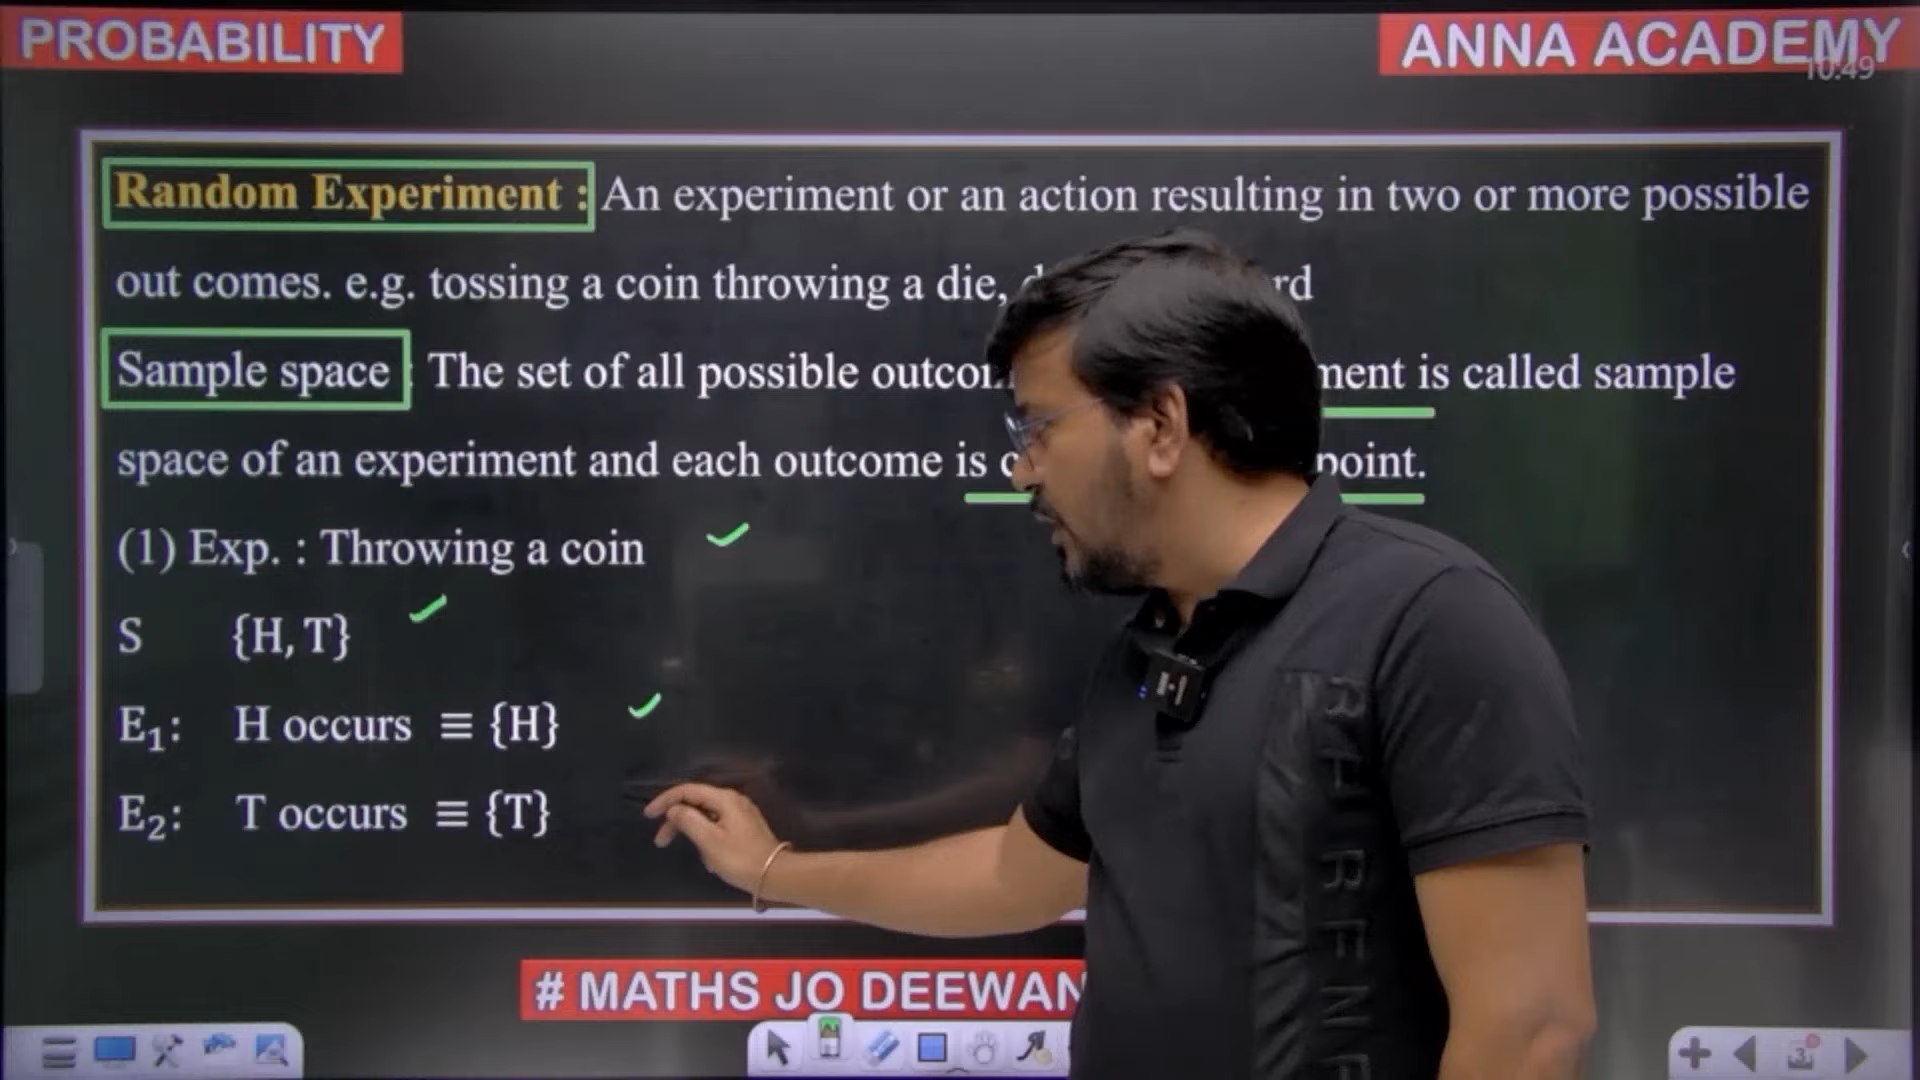 PROBABILITY
ANNA ACADEMY
10:49
Random Experiment : An experiment or an action resulting in two or more possible
out comes. e.g. tossing a coin throwing a die,
Sample space : The set of all possible is called sample
space of an experiment and each outcome is point.
(1) Exp. : Throwing a coin
S {H, T}
E₁: H occurs ≡ {H}
E₂: T occurs ≡ {T}
# MATHS JO DEEWAN